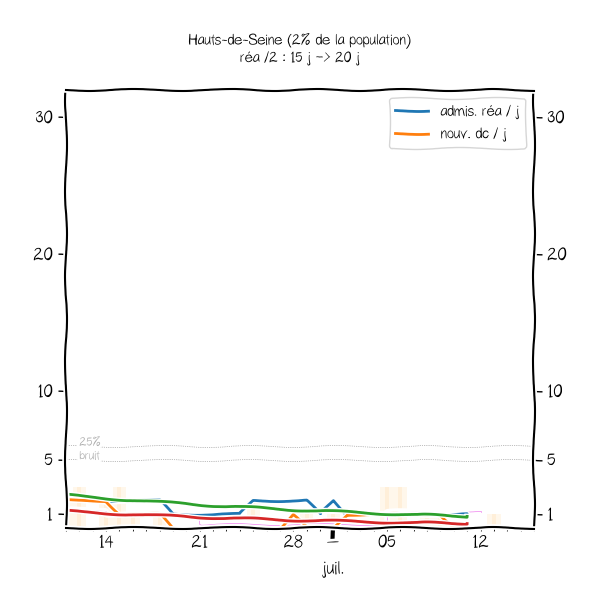 Hauts-de-Seine (2% de la population)
réa /2 : 15 j -> 20 j
admis. réa / j
nouv. dc / j
30
30
20
20
10
10
25%
bruit
5
5
1
1
14
21
28
05
12
juil.